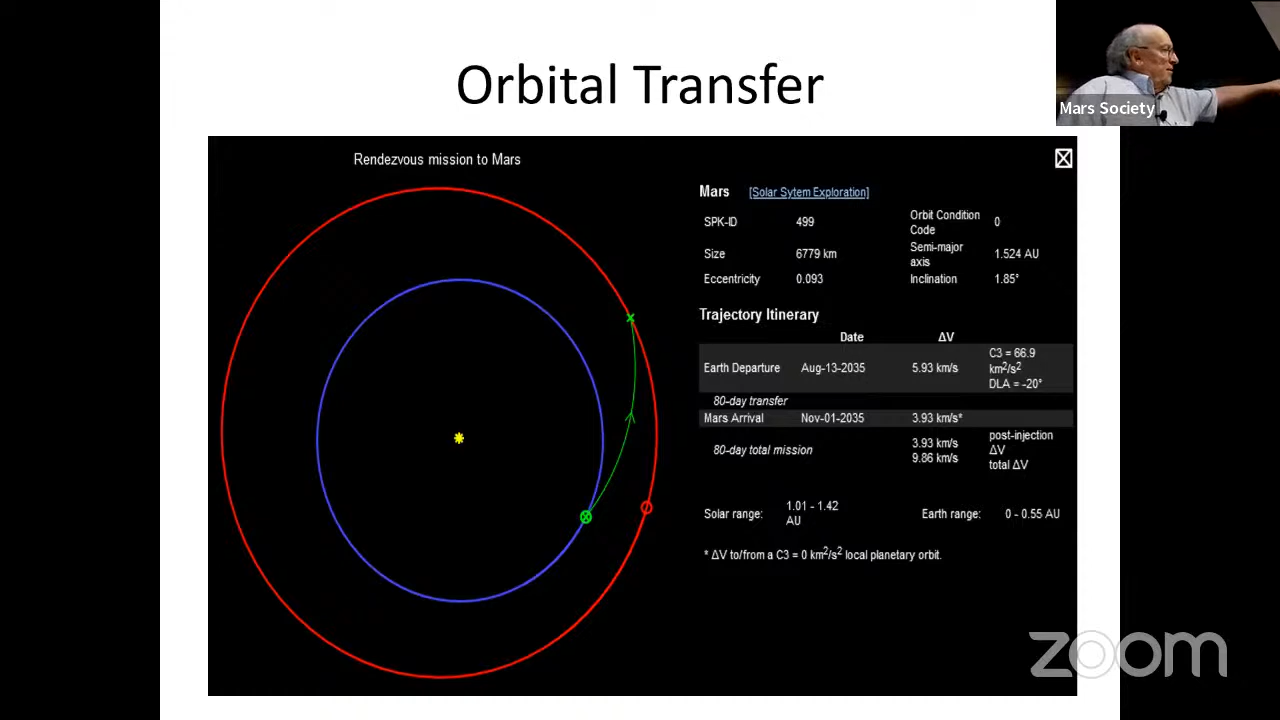 Orbital Transfer
Mars Society
Rendezvous mission to Mars
Mars [Solar Sytem Exploration]
SPK-ID 499 Orbit Condition Code 0
Size 6779 km Semi-major axis 1.524 AU
Eccentricity 0.093 Inclination 1.85°
Trajectory Itinerary
Date ΔV
Earth Departure Aug-13-2035 5.93 km/s C3 = 66.9 km²/s² DLA = -20°
80-day transfer
Mars Arrival Nov-01-2035 3.93 km/s*
80-day total mission 3.93 km/s post-injection ΔV
9.86 km/s total ΔV
Solar range: 1.01 - 1.42 AU Earth range: 0 - 0.55 AU
* ΔV to/from a C3 = 0 km²/s² local planetary orbit.
zoom